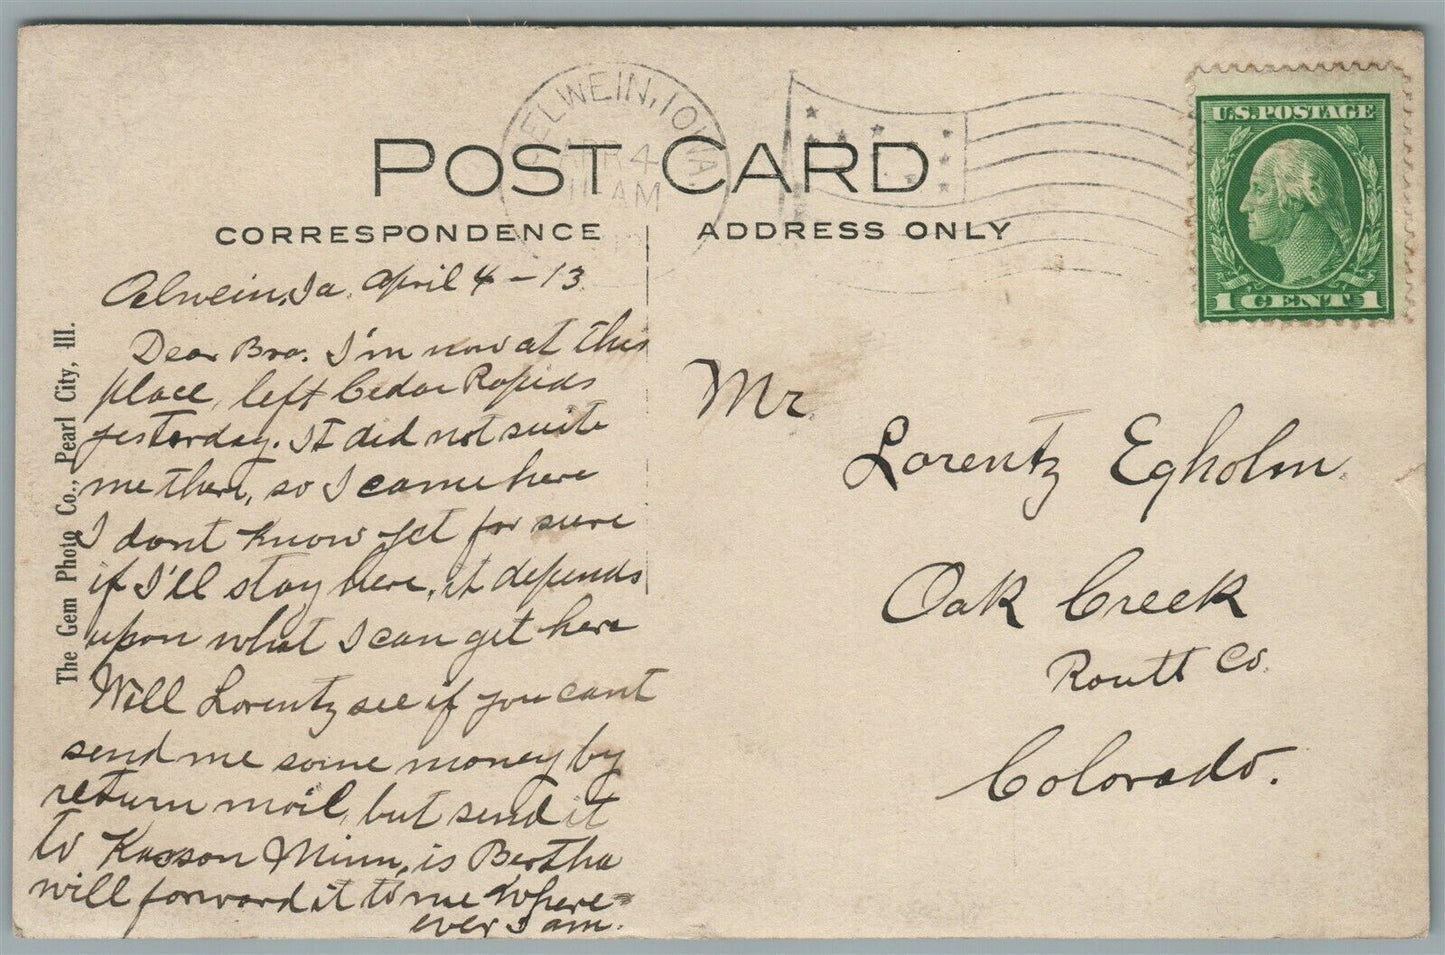 OELWEIN, IOWA.
4
11 AM
U.S. POSTAGE
1 CENT 1
POST CARD
CORRESPONDENCE
ADDRESS ONLY
The Gem Photo Co., Pearl City, Ill.
Oelwein, Ia. April 4-13
Dear Bro. I'm now at this
place, left Cedar Rapids
yesterday. It did not suite
me there, so I came here
I dont know yet for sure
if I'll stay here, it depends
upon what I can get here
Will Lorentz see if you cant
send me some money by
return mail, but send it
to Kasson Minn, is Bertha
will forward it to me where-
ever I am.
Mr.
Lorentz Egholm.
Oak Creek
Routt Co.
Colorado.